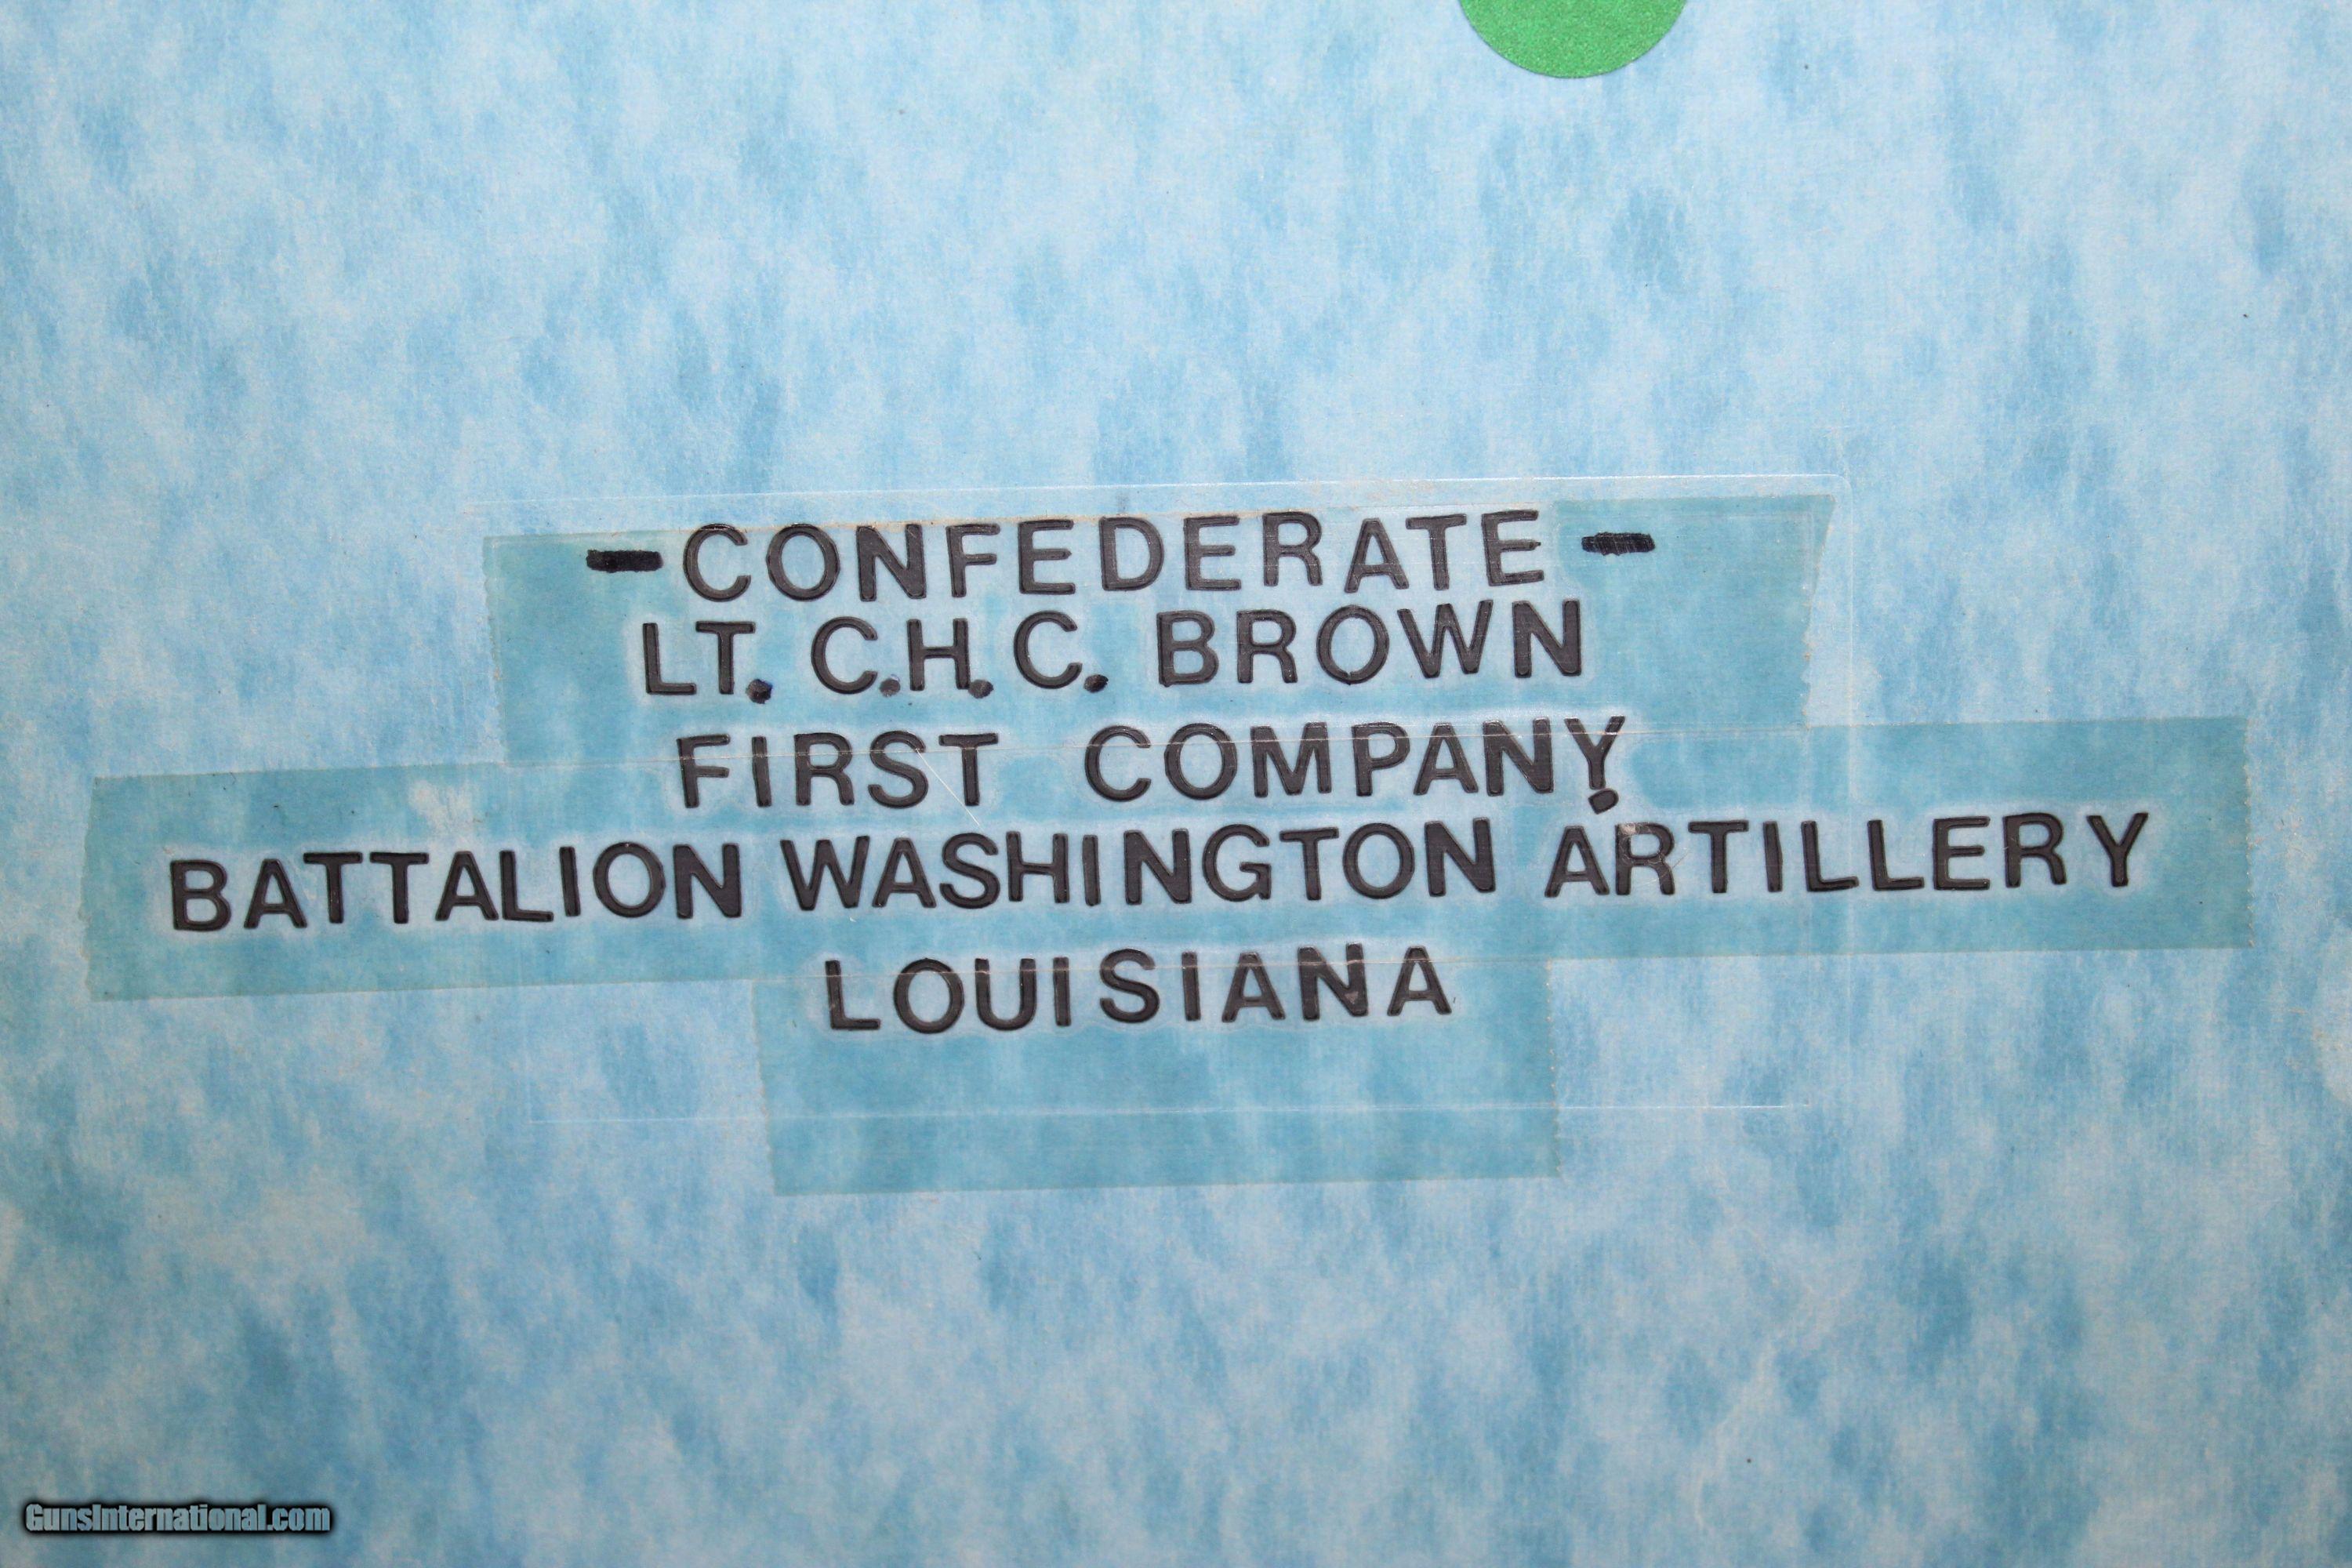 - CONFEDERATE -
LT. C.H.C. BROWN
FIRST COMPANY,
BATTALION WASHINGTON ARTILLERY
LOUISIANA
GunsInternational.com